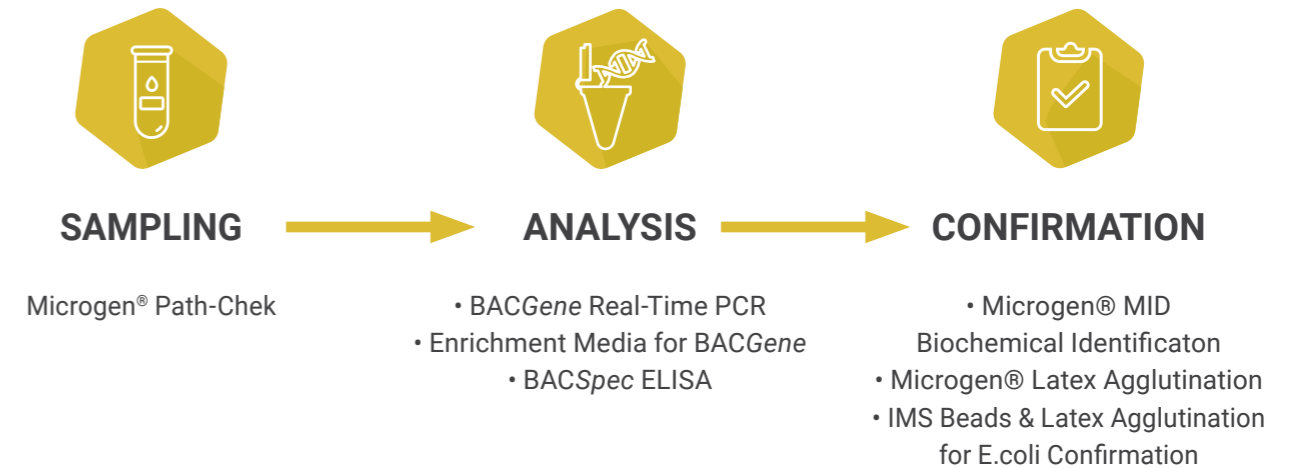 SAMPLING
Microgen® Path-Chek
ANALYSIS
• BACGene Real-Time PCR
• Enrichment Media for BACGene
• BACSpec ELISA
CONFIRMATION
• Microgen® MID
Biochemical Identificaton
• Microgen® Latex Agglutination
• IMS Beads & Latex Agglutination
for E.coli Confirmation